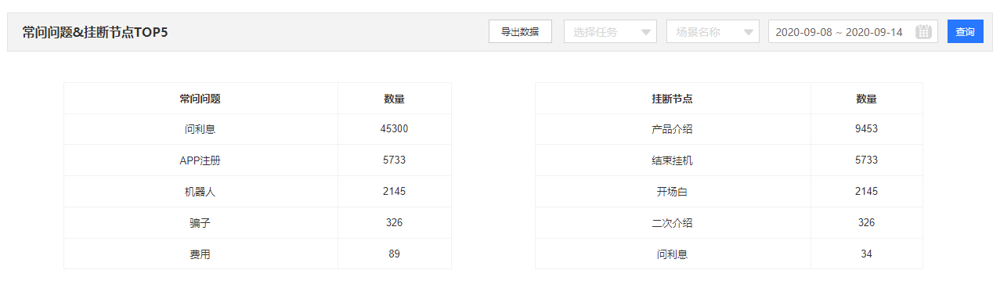 常问问题&挂断节点TOP5 导出数据 选择任务 场景名称 2020-09-08 ~ 2020-09-14 查询
常问问题 数量
问利息 45300
APP注册 5733
机器人 2145
骗子 326
费用 89
挂断节点 数量
产品介绍 9453
结束挂机 5733
开场白 2145
二次介绍 326
问利息 34